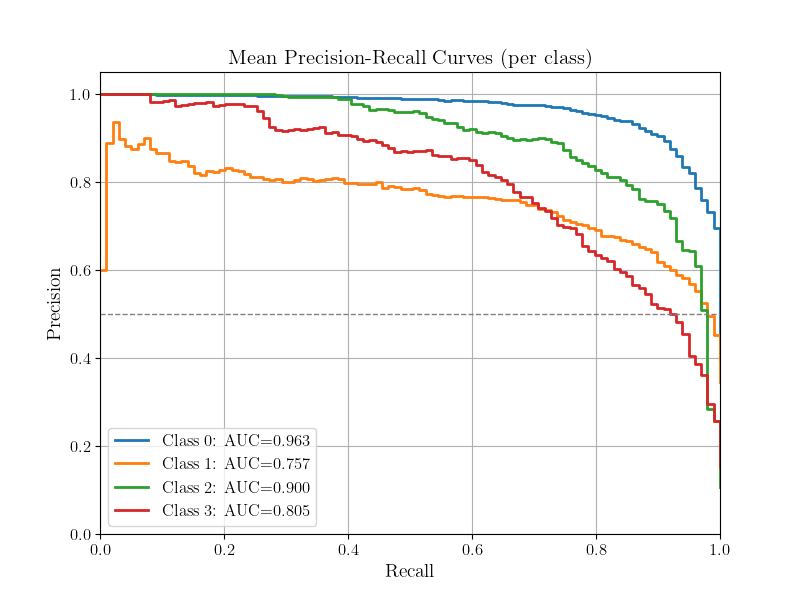 Mean Precision-Recall Curves (per class)
Precision
1.0
0.8
0.6
0.4
0.2
0.0
Class 0: AUC=0.963
Class 1: AUC=0.757
Class 2: AUC=0.900
Class 3: AUC=0.805
0.0 0.2 0.4 0.6 0.8 1.0
Recall